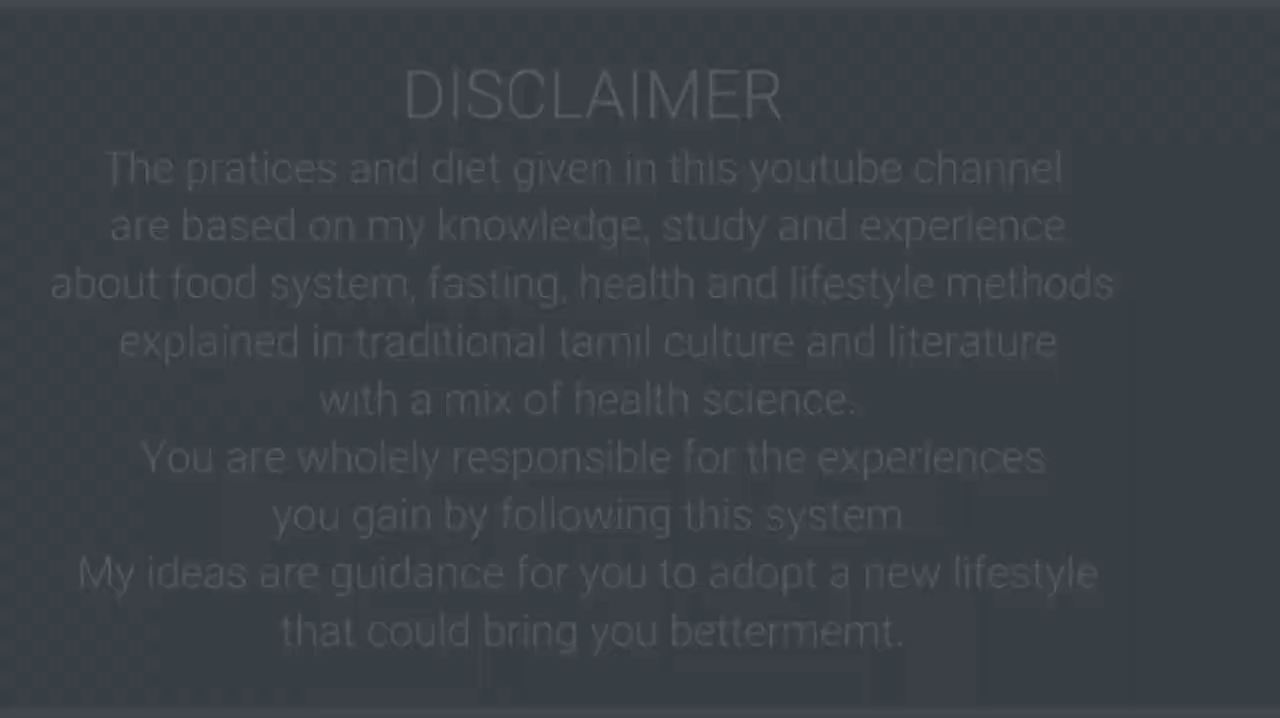 DISCLAIMER
The pratices and diet given in this youtube channel
are based on my knowledge, study and experience
about food system, fasting, health and lifestyle methods
explained in traditional tamil culture and literature
with a mix of health science.
You are wholely responsible for the experiences
you gain by following this system
My ideas are guidance for you to adopt a new lifestyle
that could bring you bettermemt.